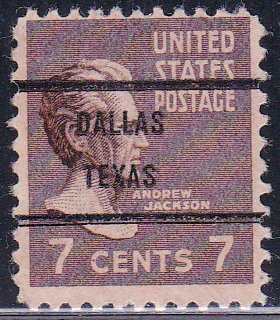 UNITED
STATES
POSTAGE
DALLAS
TEXAS
ANDREW
JACKSON
7 CENTS 7